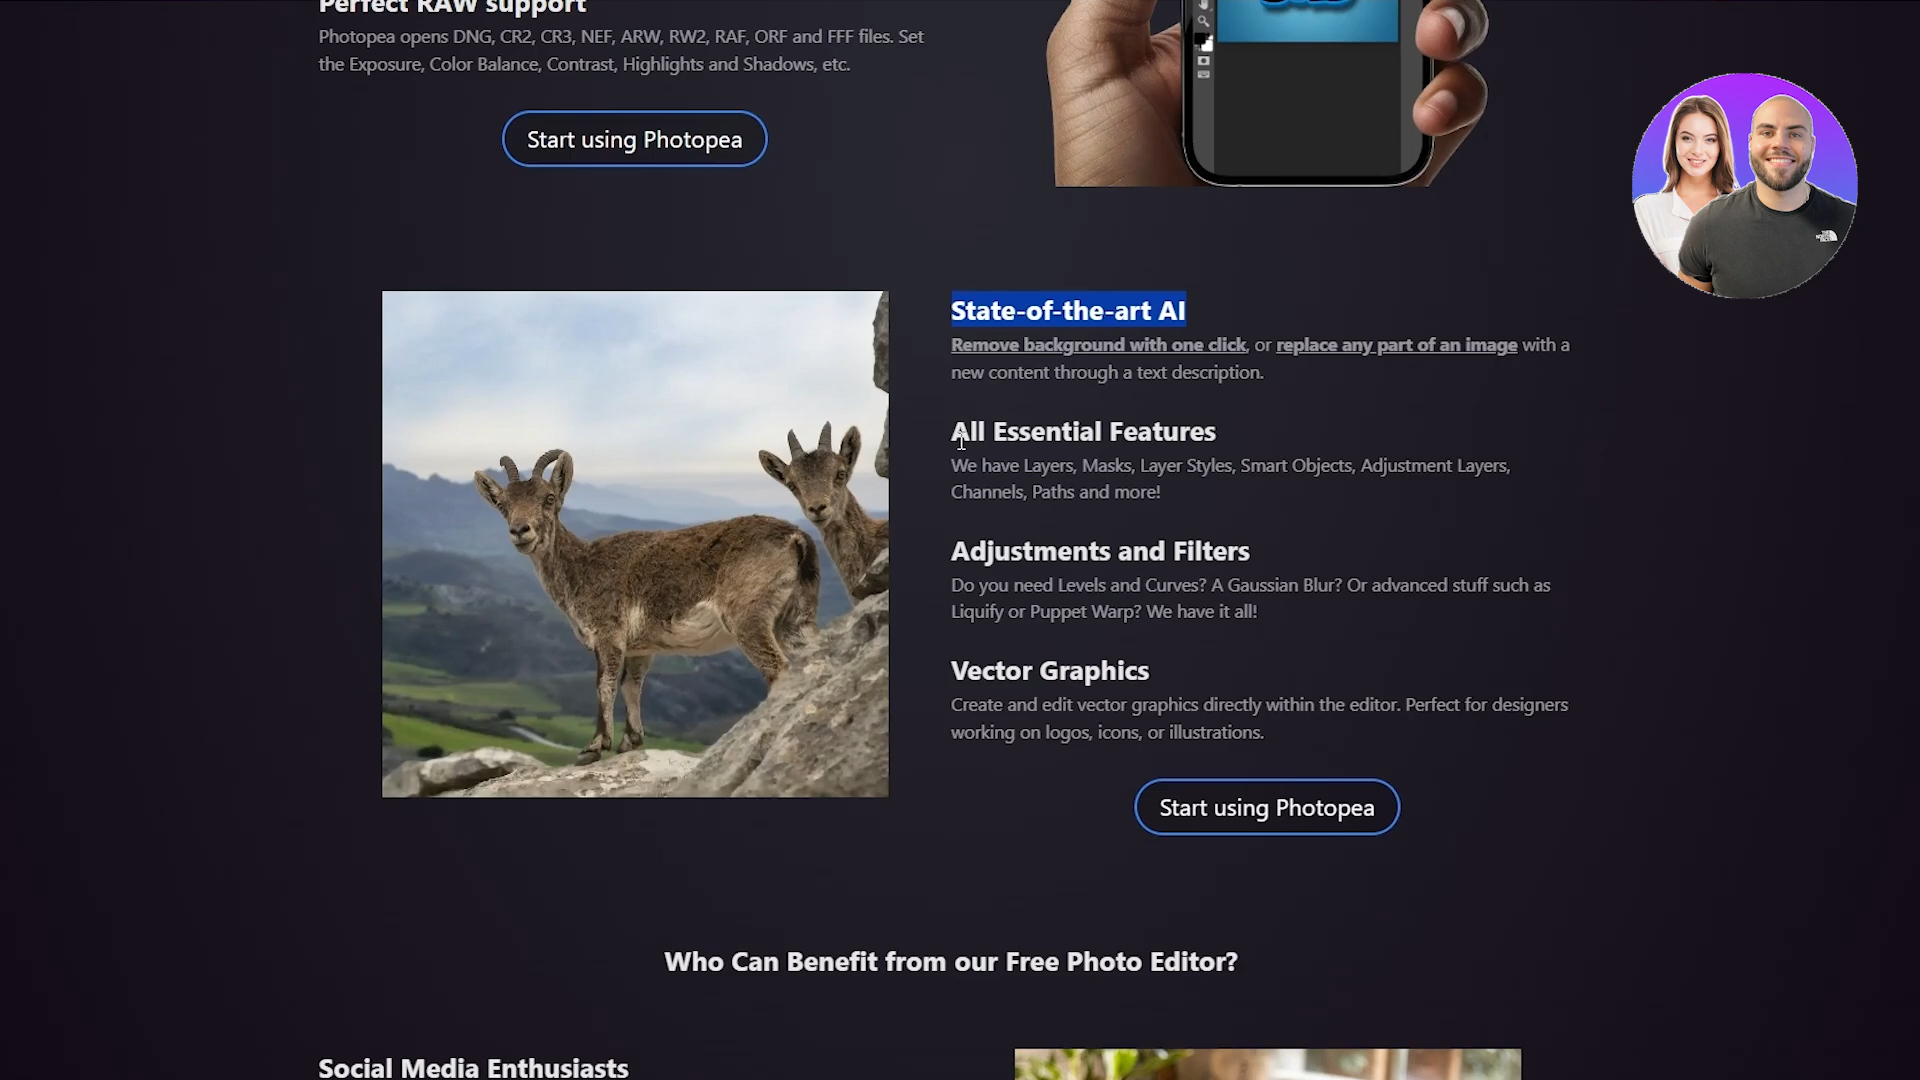 Perfect RAW support
Photopea opens DNG, CR2, CR3, NEF, ARW, RW2, RAF, ORF and FFF files. Set
the Exposure, Color Balance, Contrast, Highlights and Shadows, etc.
Start using Photopea
State-of-the-art AI
Remove background with one click, or replace any part of an image with a
new content through a text description.
All Essential Features
We have Layers, Masks, Layer Styles, Smart Objects, Adjustment Layers,
Channels, Paths and more!
Adjustments and Filters
Do you need Levels and Curves? A Gaussian Blur? Or advanced stuff such as
Liquify or Puppet Warp? We have it all!
Vector Graphics
Create and edit vector graphics directly within the editor. Perfect for designers
working on logos, icons, or illustrations.
Start using Photopea
Who Can Benefit from our Free Photo Editor?
Social Media Enthusiasts